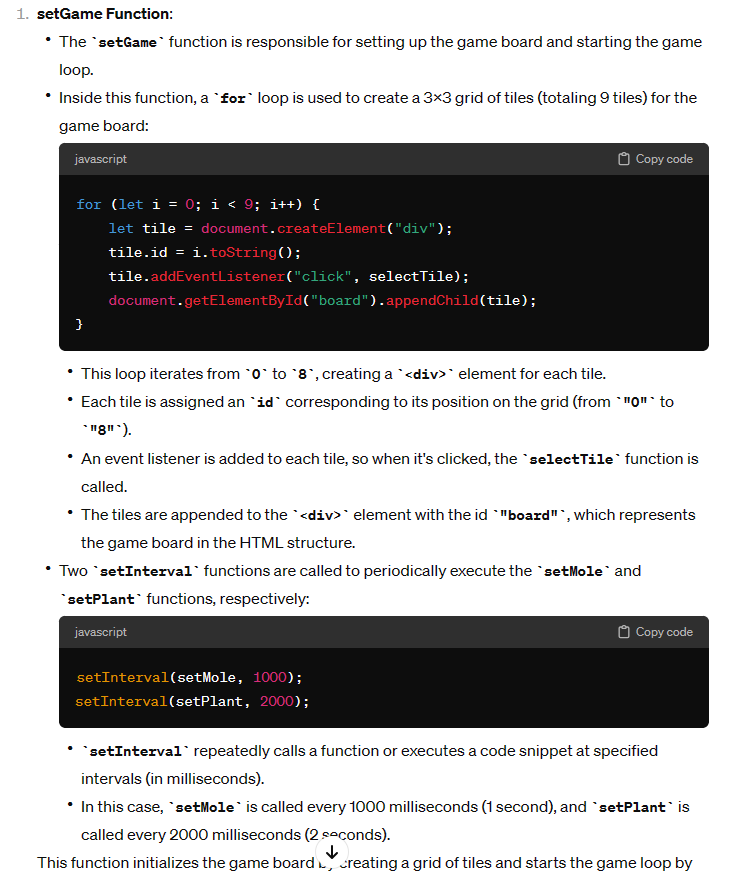 1. setGame Function:
• The `setGame` function is responsible for setting up the game board and starting the game
loop.
• Inside this function, a `for` loop is used to create a 3×3 grid of tiles (totaling 9 tiles) for the
game board:
javascript Copy code
for (let i = 0; i < 9; i++) {
    let tile = document.createElement("div");
    tile.id = i.toString();
    tile.addEventListener("click", selectTile);
    document.getElementById("board").appendChild(tile);
}
• This loop iterates from `0` to `8`, creating a `<div>` element for each tile.
• Each tile is assigned an `id` corresponding to its position on the grid (from `"0"` to
`"8"`).
• An event listener is added to each tile, so when it's clicked, the `selectTile` function is
called.
• The tiles are appended to the `<div>` element with the id `"board"`, which represents
the game board in the HTML structure.
• Two `setInterval` functions are called to periodically execute the `setMole` and
`setPlant` functions, respectively:
javascript Copy code
setInterval(setMole, 1000);
setInterval(setPlant, 2000);
• `setInterval` repeatedly calls a function or executes a code snippet at specified
intervals (in milliseconds).
• In this case, `setMole` is called every 1000 milliseconds (1 second), and `setPlant` is
called every 2000 milliseconds (2 seconds).
This function initializes the game board by creating a grid of tiles and starts the game loop by